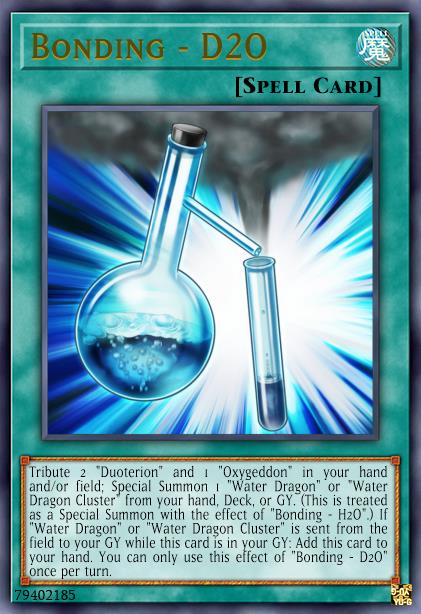 Bonding - D2O
SPELL
魔
[Spell Card]
Tribute 2 "Duoterion" and 1 "Oxygeddon" in your hand
and/or field; Special Summon 1 "Water Dragon" or "Water
Dragon Cluster" from your hand, Deck, or GY. (This is treated
as a Special Summon with the effect of "Bonding - H2O".) If
"Water Dragon" or "Water Dragon Cluster" is sent from the
field to your GY while this card is in your GY: Add this card to
your hand. You can only use this effect of "Bonding - D2O"
once per turn.
79402185